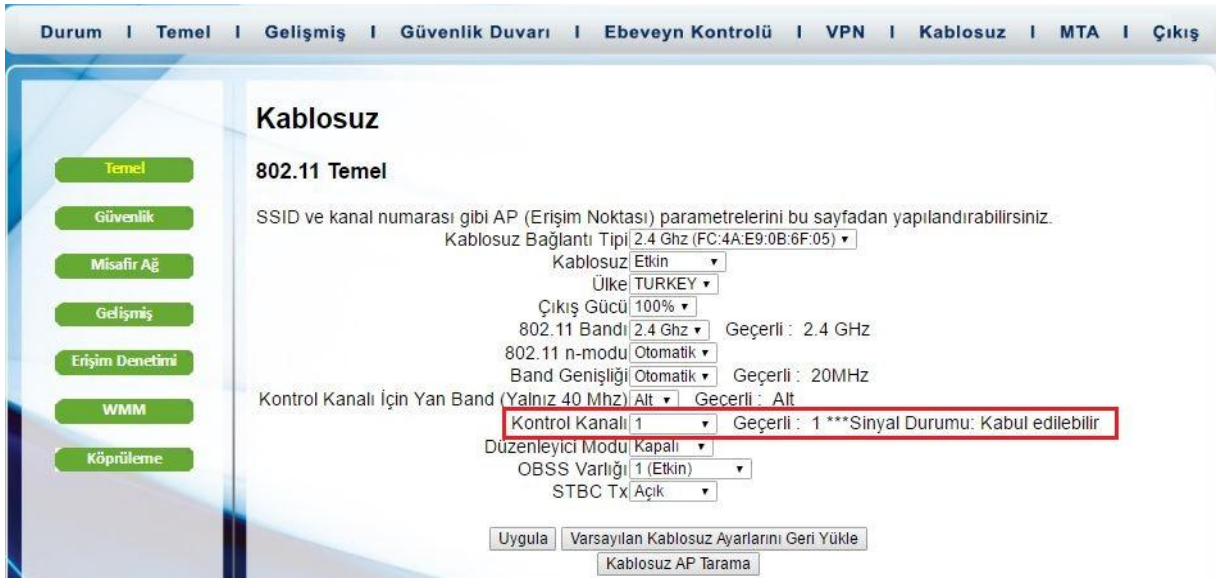 Durum I Temel I Gelişmiş I Güvenlik Duvarı I Ebeveyn Kontrolü I VPN I Kablosuz I MTA I Çıkış
Temel
Güvenlik
Misafir Ağ
Gelişmiş
Erişim Denetimi
WMM
Köprüleme
Kablosuz
802.11 Temel
SSID ve kanal numarası gibi AP (Erişim Noktası) parametrelerini bu sayfadan yapılandırabilirsiniz.
Kablosuz Bağlantı Tipi 2.4 Ghz (FC:4A:E9:0B:6F:05)
Kablosuz Etkin
Ülke TURKEY
Çıkış Gücü 100%
802.11 Bandı 2.4 Ghz Geçerli : 2.4 GHz
802.11 n-modu Otomatik
Band Genişliği Otomatik Geçerli : 20MHz
Kontrol Kanalı İçin Yan Band (Yalnız 40 Mhz) Alt Geçerli : Alt
Kontrol Kanalı 1 Geçerli : 1 ***Sinyal Durumu: Kabul edilebilir
Düzenleyici Modu Kapalı
OBSS Varlığı 1 (Etkin)
STBC Tx Açık
Uygula Varsayılan Kablosuz Ayarlarını Geri Yükle
Kablosuz AP Tarama